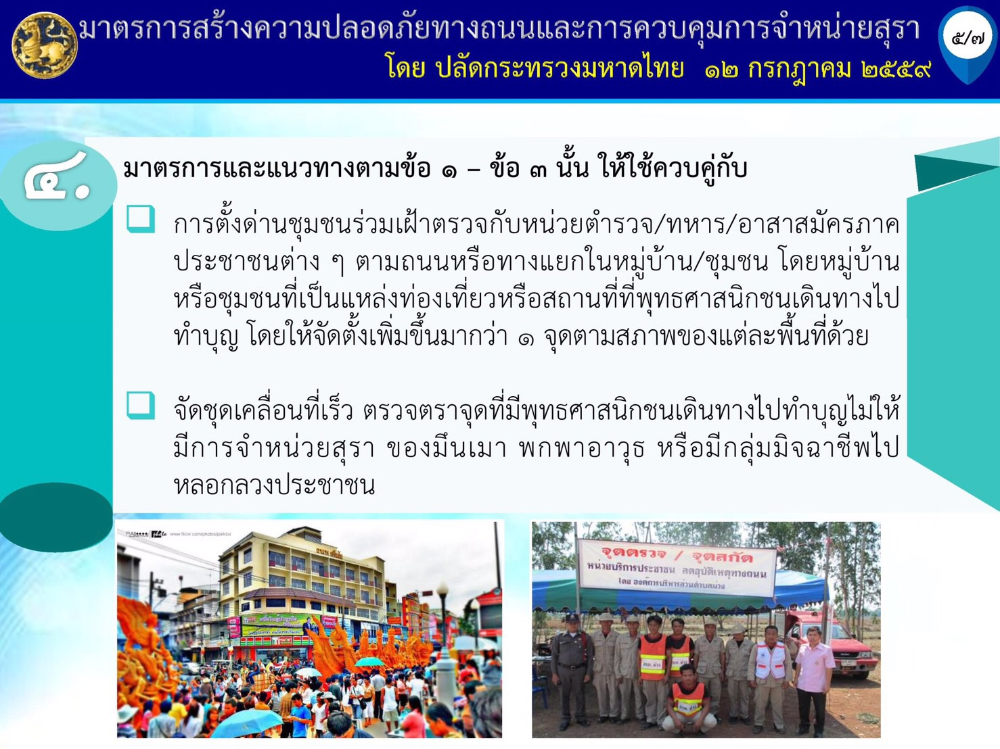 มาตรการสร้างความปลอดภัยทางถนนและการควบคุมการจำหน่ายสุรา
๕/๗
โดย ปลัดกระทรวงมหาดไทย ๑๒ กรกฎาคม ๒๕๕๙
๔.
มาตรการและแนวทางตามข้อ ๑ – ข้อ ๓ นั้น ให้ใช้ควบคู่กับ
การตั้งด่านชุมชนร่วมเฝ้าตรวจกับหน่วยตำรวจ/ทหาร/อาสาสมัครภาค
ประชาชนต่าง ๆ ตามถนนหรือทางแยกในหมู่บ้าน/ชุมชน โดยหมู่บ้าน
หรือชุมชนที่เป็นแหล่งท่องเที่ยวหรือสถานที่ที่พุทธศาสนิกชนเดินทางไป
ทำบุญ โดยให้จัดตั้งเพิ่มขึ้นมากว่า ๑ จุดตามสภาพของแต่ละพื้นที่ด้วย
จัดชุดเคลื่อนที่เร็ว ตรวจตราจุดที่มีพุทธศาสนิกชนเดินทางไปทำบุญไม่ให้
มีการจำหน่วยสุรา ของมึนเมา พกพาอาวุธ หรือมีกลุ่มมิจฉาชีพไป
หลอกลวงประชาชน
www.flickr.com/photos/paikbu
จุดตรวจ / จุดสกัด
หน่วยบริการประชาชน ลดอุบัติเหตุทางถนน
โดย องค์การบริหารส่วนตำบลม่วง